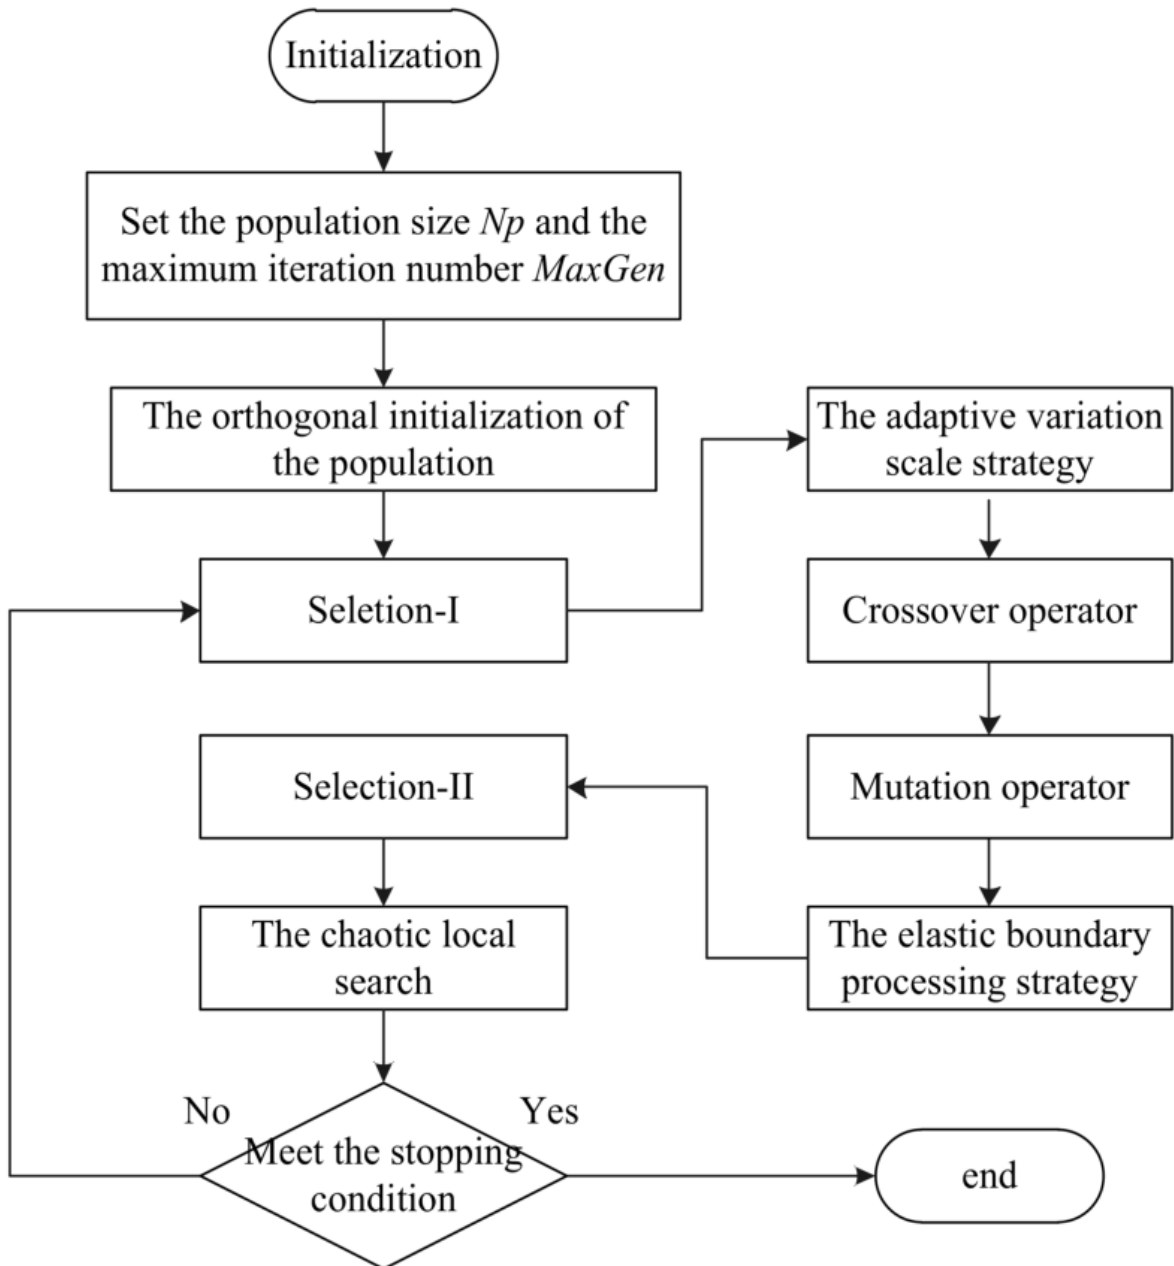 Initialization
Set the population size Np and the
maximum iteration number MaxGen
The orthogonal initialization of
the population
Seletion-I
The adaptive variation
scale strategy
Crossover operator
Mutation operator
The elastic boundary
processing strategy
Selection-II
The chaotic local
search
No
Yes
Meet the stopping
condition
end